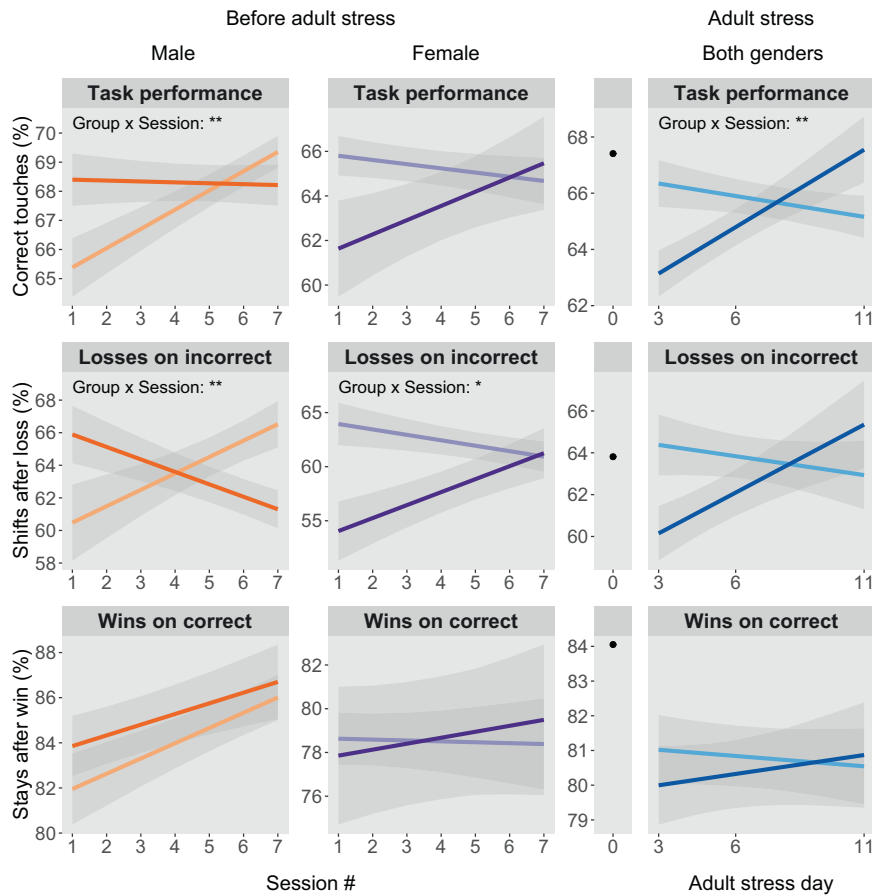 Before adult stress
Adult stress
Male
Female
Both genders
Task performance
Task performance
Task performance
Group x Session: **
Group x Session: **
Correct touches (%)
70
69
68
67
66
65
66
64
62
60
68
66
64
62
1 2 3 4 5 6 7
1 2 3 4 5 6 7
0
3 6 11
Losses on incorrect
Losses on incorrect
Losses on incorrect
Group x Session: **
Group x Session: *
Shifts after loss (%)
68
66
64
62
60
58
65
60
55
66
64
62
60
1 2 3 4 5 6 7
1 2 3 4 5 6 7
0
3 6 11
Wins on correct
Wins on correct
Wins on correct
Stays after win (%)
88
86
84
82
80
82
80
78
76
84
83
82
81
80
79
1 2 3 4 5 6 7
1 2 3 4 5 6 7
0
3 6 11
Session #
Adult stress day